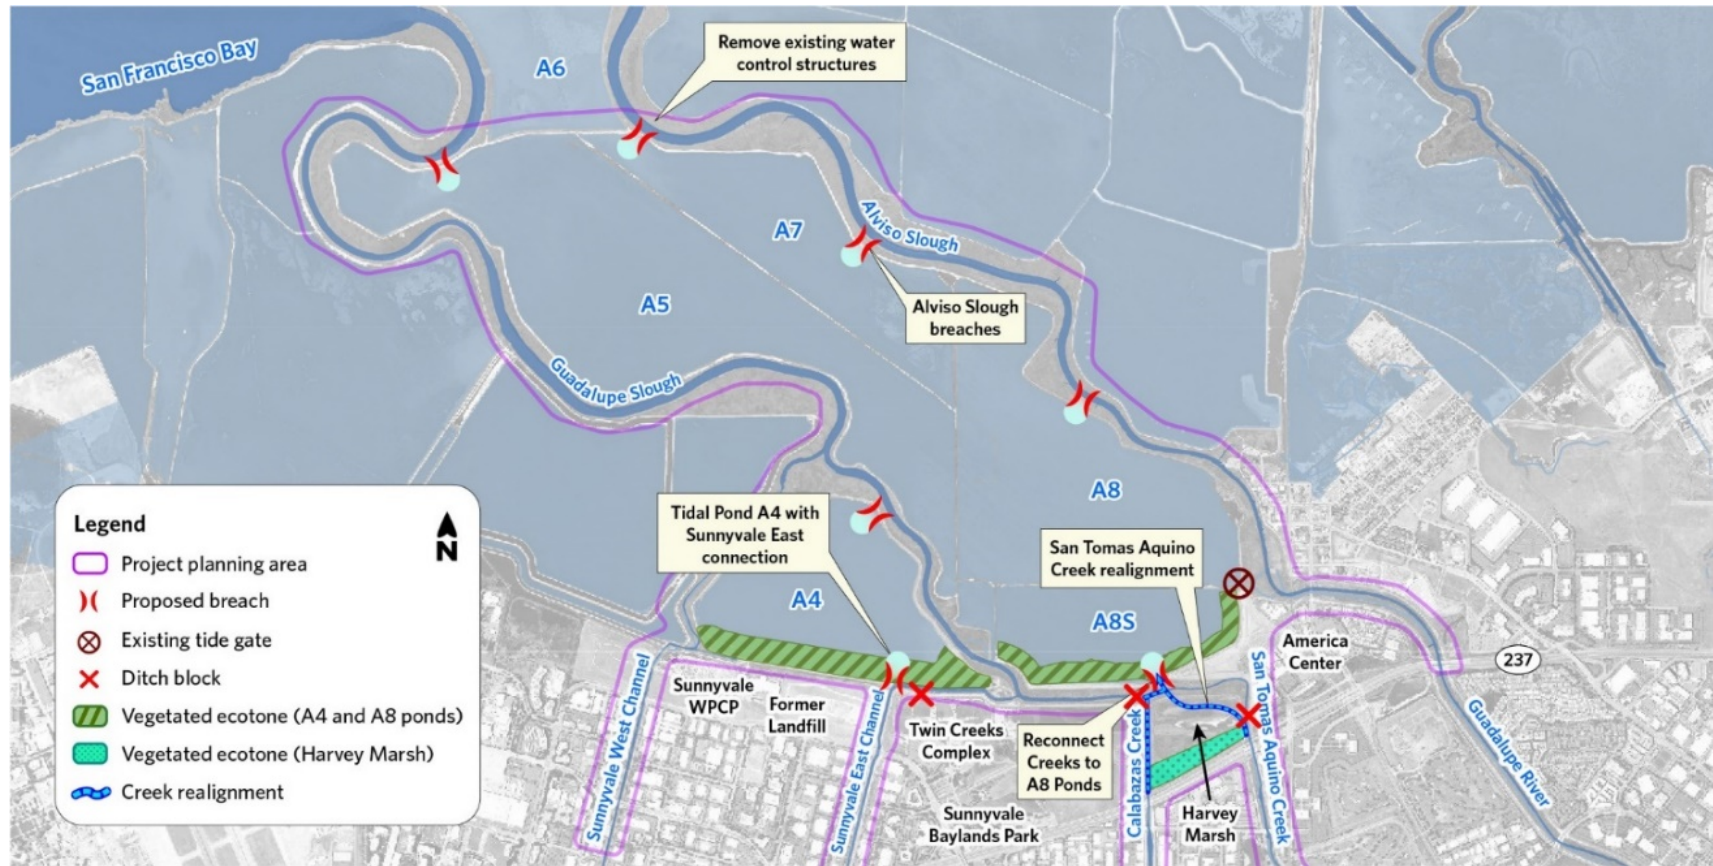 San Francisco Bay
A6
Remove existing water
control structures
A7
Alviso Slough
A5
Alviso Slough
breaches
Guadalupe Slough
A8
Tidal Pond A4 with
Sunnyvale East
connection
San Tomas Aquino
Creek realignment
A4
A8S
America
Center
237
Sunnyvale
WPCP
Former
Landfill
Twin Creeks
Complex
Reconnect
Creeks to
A8 Ponds
Sunnyvale
Baylands Park
Harvey
Marsh
Sunnyvale West Channel
Sunnyvale East Channel
Calabazas Creek
San Tomas Aquino Creek
Guadalupe River
Legend
N
Project planning area
Proposed breach
Existing tide gate
Ditch block
Vegetated ecotone (A4 and A8 ponds)
Vegetated ecotone (Harvey Marsh)
Creek realignment